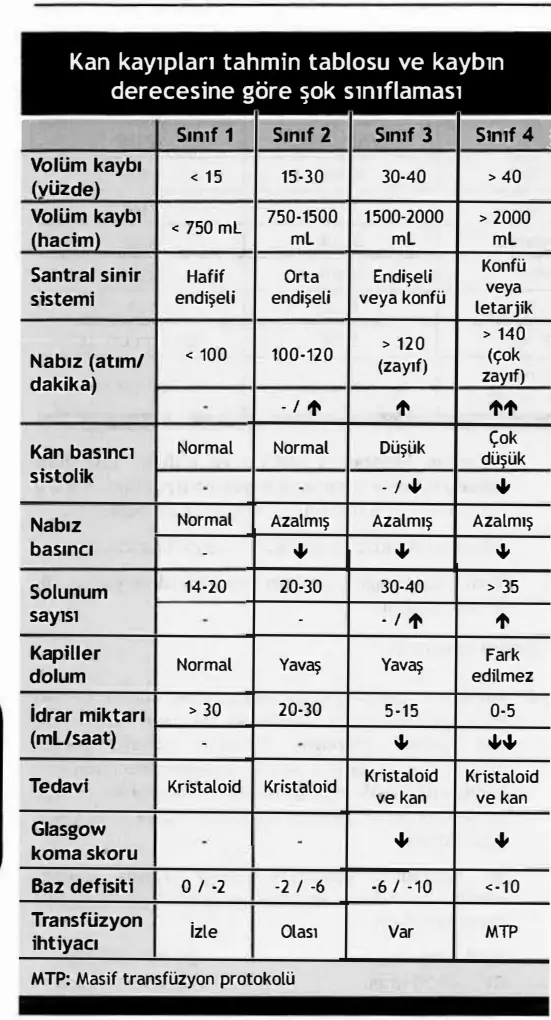 Kan kayıpları tahmin tablosu ve kaybın
derecesine göre şok sınıflaması
Sınıf 1 Sınıf 2 Sınıf 3 Sınıf 4
Volüm kaybı (yüzde) < 15 15-30 30-40 > 40
Volüm kaybı (hacim) < 750 mL 750-1500 mL 1500-2000 mL > 2000 mL
Santral sinir sistemi Hafif endişeli Orta endişeli Endişeli veya konfü Konfü veya letarjik
Nabız (atım/dakika) < 100 100-120 > 120 (zayıf) > 140 (çok zayıf)
- - / ↑ ↑ ↑↑
Kan basıncı sistolik Normal Normal Düşük Çok düşük
- - - / ↓ ↓
Nabız basıncı Normal Azalmış Azalmış Azalmış
↓ ↓ ↓
Solunum sayısı 14-20 20-30 30-40 > 35
- - - / ↑ ↑
Kapiller dolum Normal Yavaş Yavaş Fark edilmez
İdrar miktarı (mL/saat) > 30 20-30 5-15 0-5
- - ↓ ↓↓
Tedavi Kristaloid Kristaloid Kristaloid ve kan Kristaloid ve kan
Glasgow koma skoru - - ↓ ↓
Baz defisiti 0 / -2 -2 / -6 -6 / -10 <-10
Transfüzyon ihtiyacı İzle Olası Var MTP
MTP: Masif transfüzyon protokolü